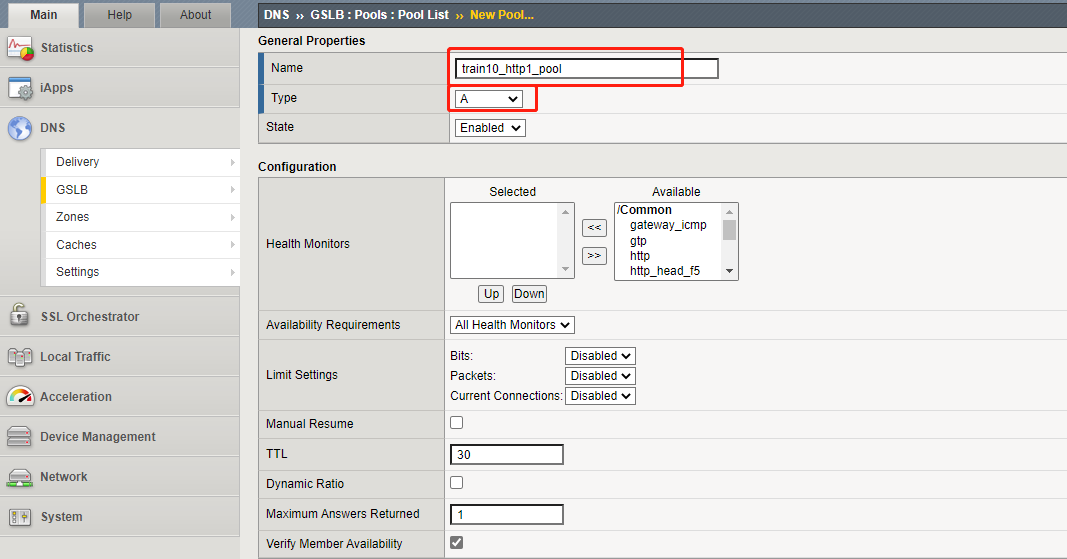 Main Help About
DNS ›› GSLB : Pools : Pool List ›› New Pool...
Statistics
iApps
DNS
Delivery
GSLB
Zones
Caches
Settings
SSL Orchestrator
Local Traffic
Acceleration
Device Management
Network
System
General Properties
Name train10_http1_pool
Type A
State Enabled
Configuration
Selected Available
Health Monitors
/Common
gateway_icmp
gtp
http
http_head_f5
<<
>>
Up Down
Availability Requirements All Health Monitors
Limit Settings
Bits: Disabled
Packets: Disabled
Current Connections: Disabled
Manual Resume
TTL 30
Dynamic Ratio
Maximum Answers Returned 1
Verify Member Availability